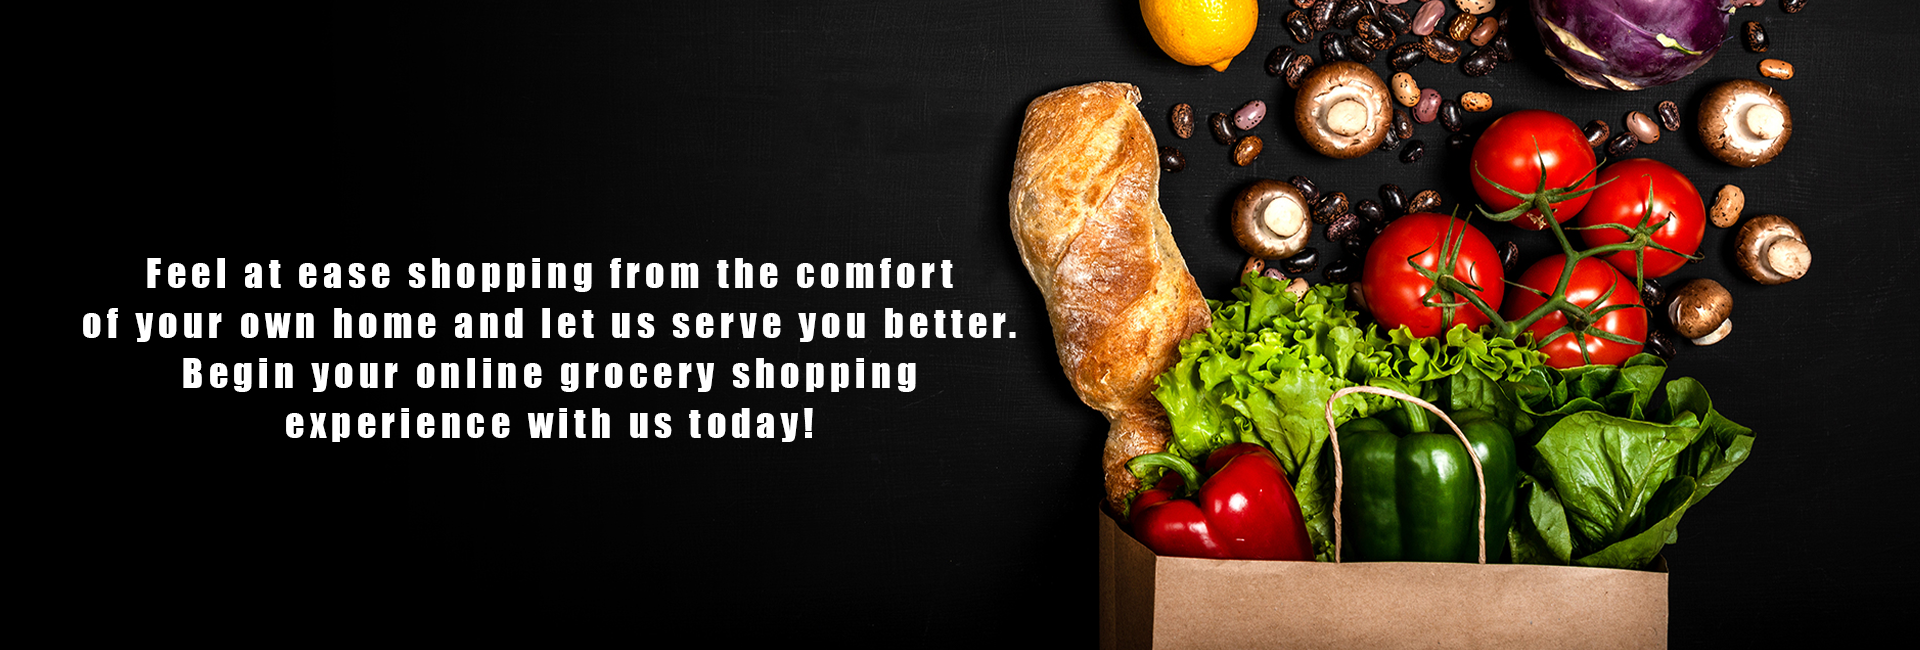 Feel at ease shopping from the comfort
of your own home and let us serve you better.
Begin your online grocery shopping
experience with us today!